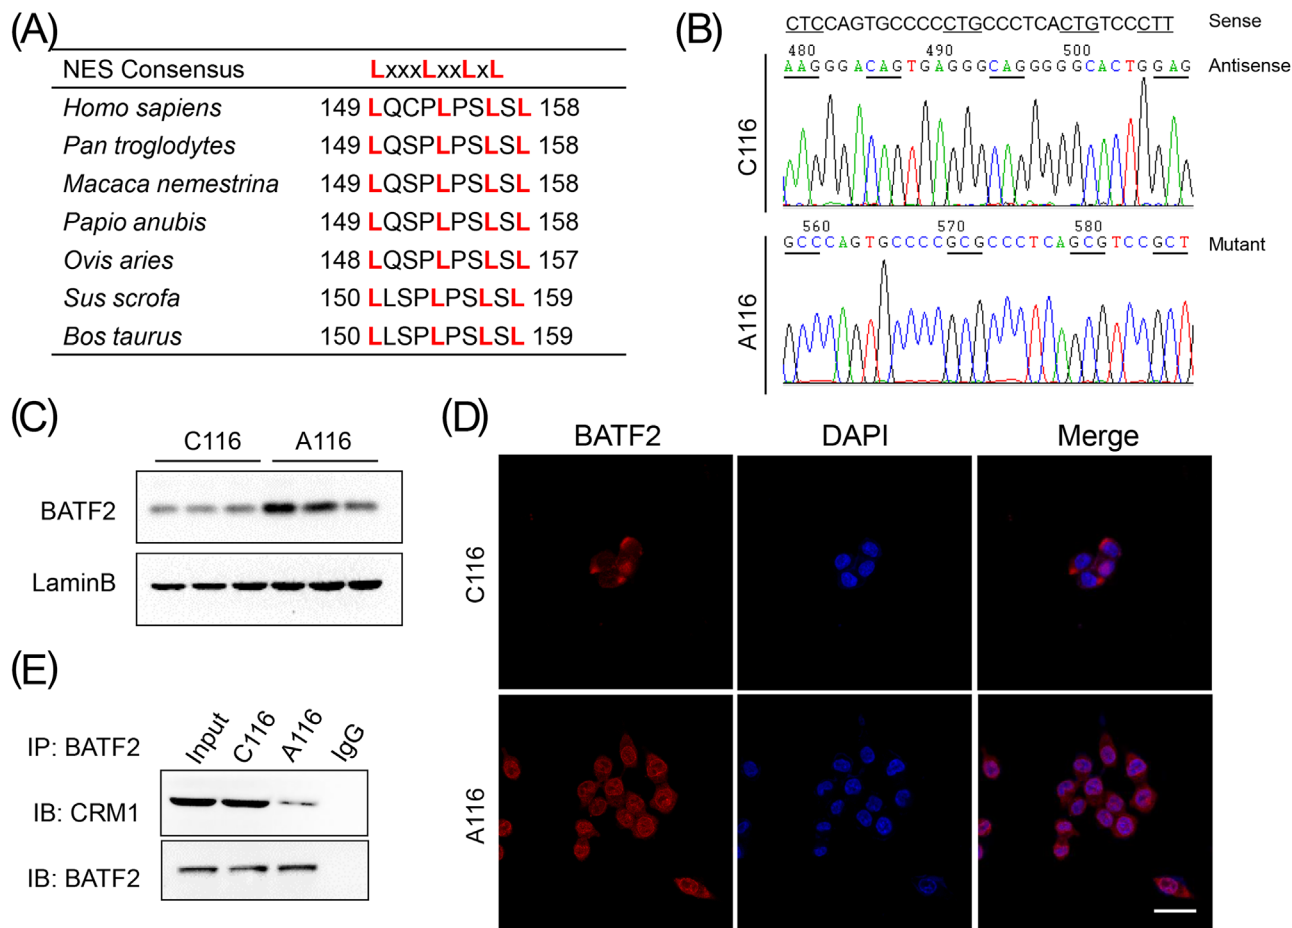 (A)
NES Consensus LxxxLxxLxL
Homo sapiens 149 LQCPLPSLSL 158
Pan troglodytes 149 LQSPLPSLSL 158
Macaca nemestrina 149 LQSPLPSLSL 158
Papio anubis 149 LQSPLPSLSL 158
Ovis aries 148 LQSPLPSLSL 157
Sus scrofa 150 LLSPLPSLSL 159
Bos taurus 150 LLSPLPSLSL 159
(B)
CTCCAGTGCCCCCTGCCCTCACTGTCCCTT Sense
480 490 500
AAGGGACAGTGAGGGCAGGGGGCACTGGAG Antisense
C116
560 570 580
GCCCAGTGCCCCGCGCCCTCAGCGTCCGCT Mutant
A116
(C)
C116 A116
BATF2
LaminB
(D)
BATF2 DAPI Merge
C116
A116
(E)
Input C116 A116 IgG
IP: BATF2
IB: CRM1
IB: BATF2